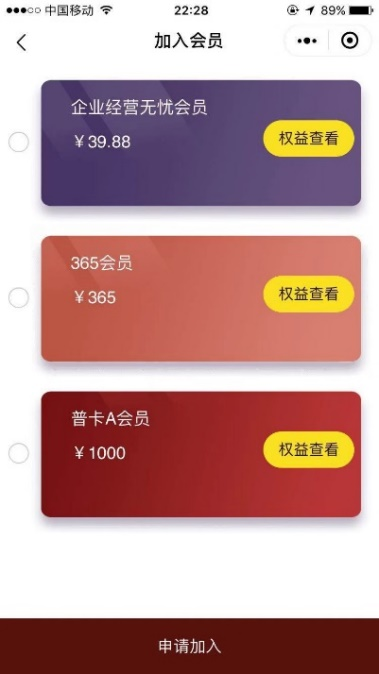 中国移动 22:28 89%
加入会员
企业经营无忧会员
￥39.88
权益查看
365会员
￥365
权益查看
普卡A会员
￥1000
权益查看
申请加入